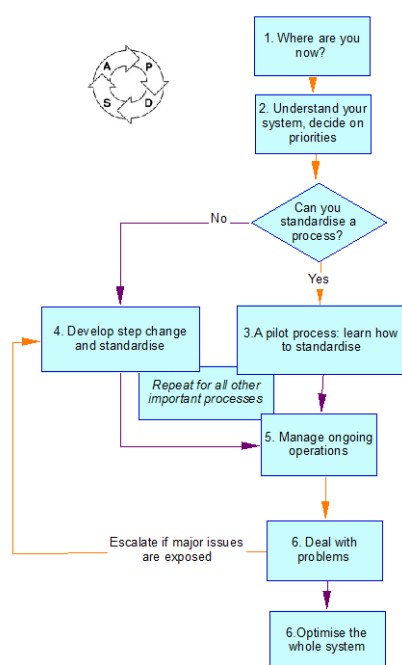 A P
S D
1. Where are you
now?
2. Understand your
system, decide on
priorities
Can you
standardise a
process?
No
Yes
4. Develop step change
and standardise
3.A pilot process: learn how
to standardise
Repeat for all other
important processes
5. Manage ongoing
operations
Escalate if major issues
are exposed
6. Deal with
problems
6.Optimise the
whole system